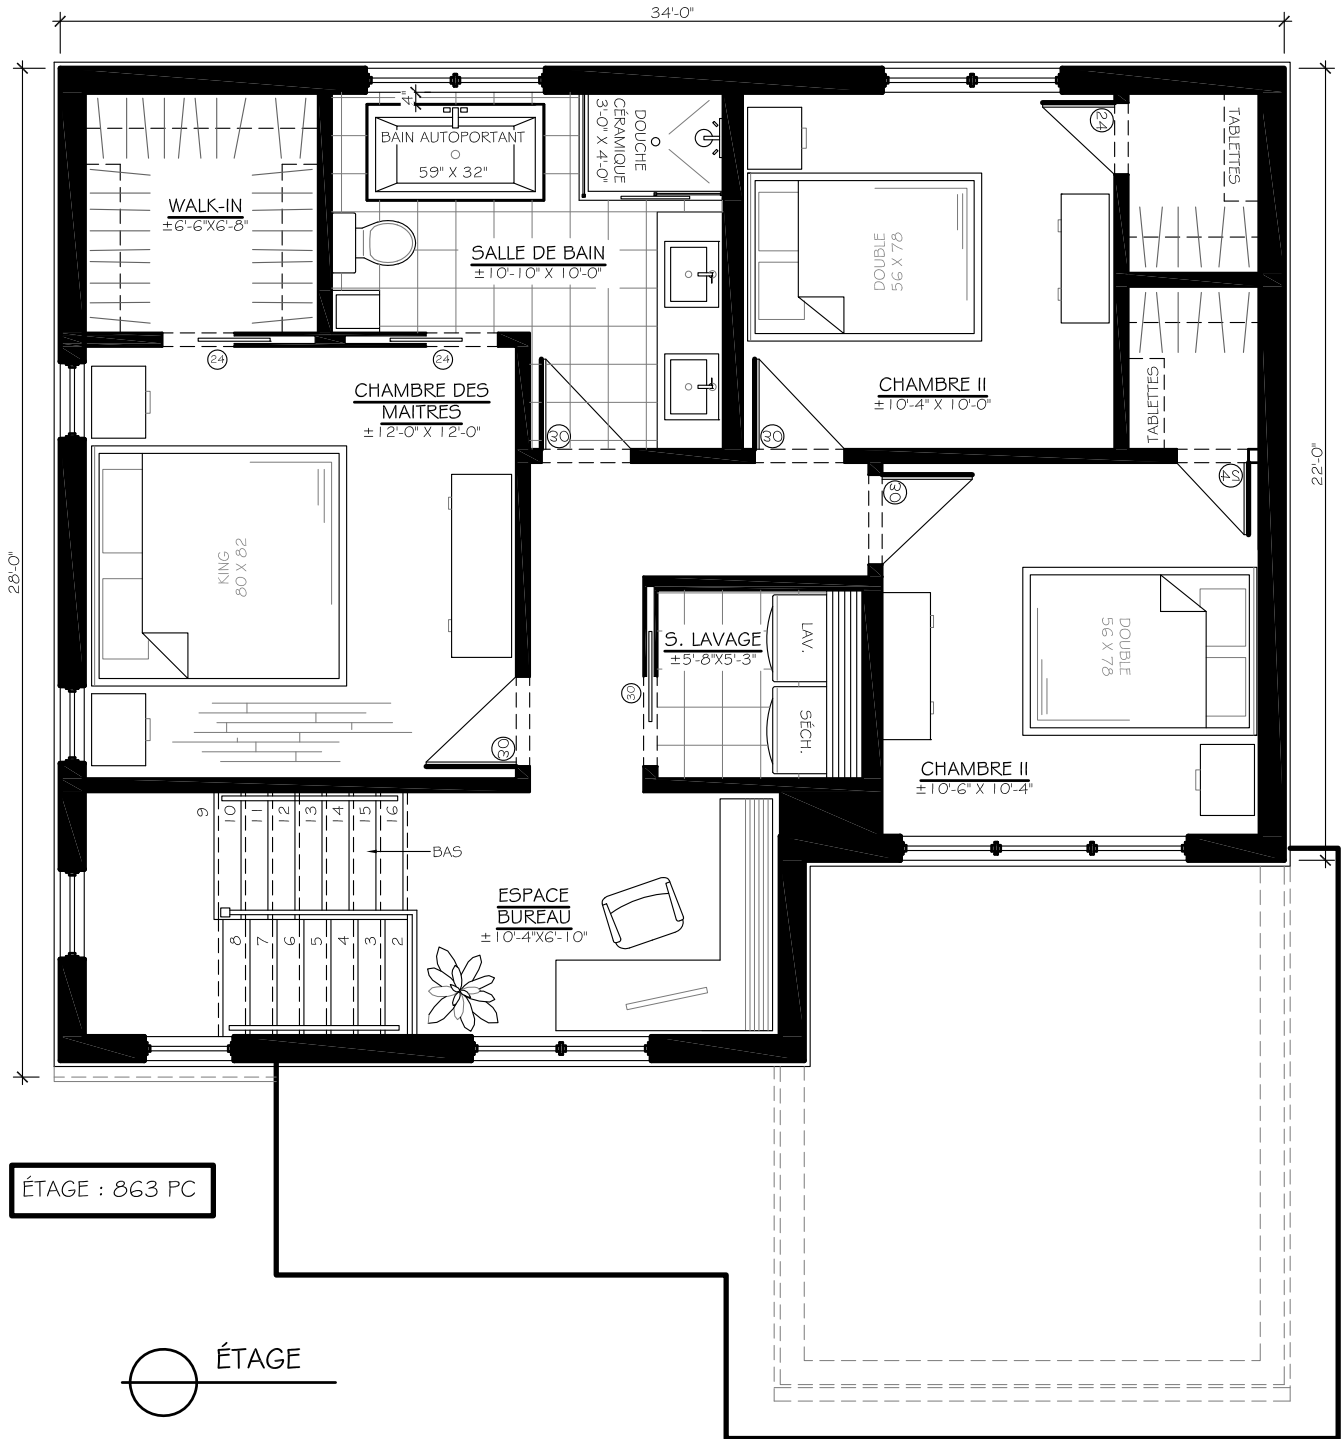 34'-0"
28'-0"
22'-0"
4"
BAIN AUTOPORTANT
59" X 32"
DOUCHE
CÉRAMIQUE
3'-0" X 4'-0"
WALK-IN
±6'-6"X6'-8"
SALLE DE BAIN
±10'-10" X 10'-0"
24
24
24
TABLETTES
DOUBLE
56 X 78
CHAMBRE II
±10'-4" X 10'-0"
TABLETTES
CHAMBRE DES
MAITRES
±12'-0" X 12'-0"
30
30
30
24
KING
80 X 82
S. LAVAGE
±5'-8"X5'-3"
LAV.
SÉCH.
30
30
DOUBLE
56 X 78
CHAMBRE II
±10'-6" X 10'-4"
9
10
11
12
13
14
15
16
BAS
8
7
6
5
4
3
2
ESPACE
BUREAU
±10'-4"X6'-10"
ÉTAGE : 863 PC
ÉTAGE